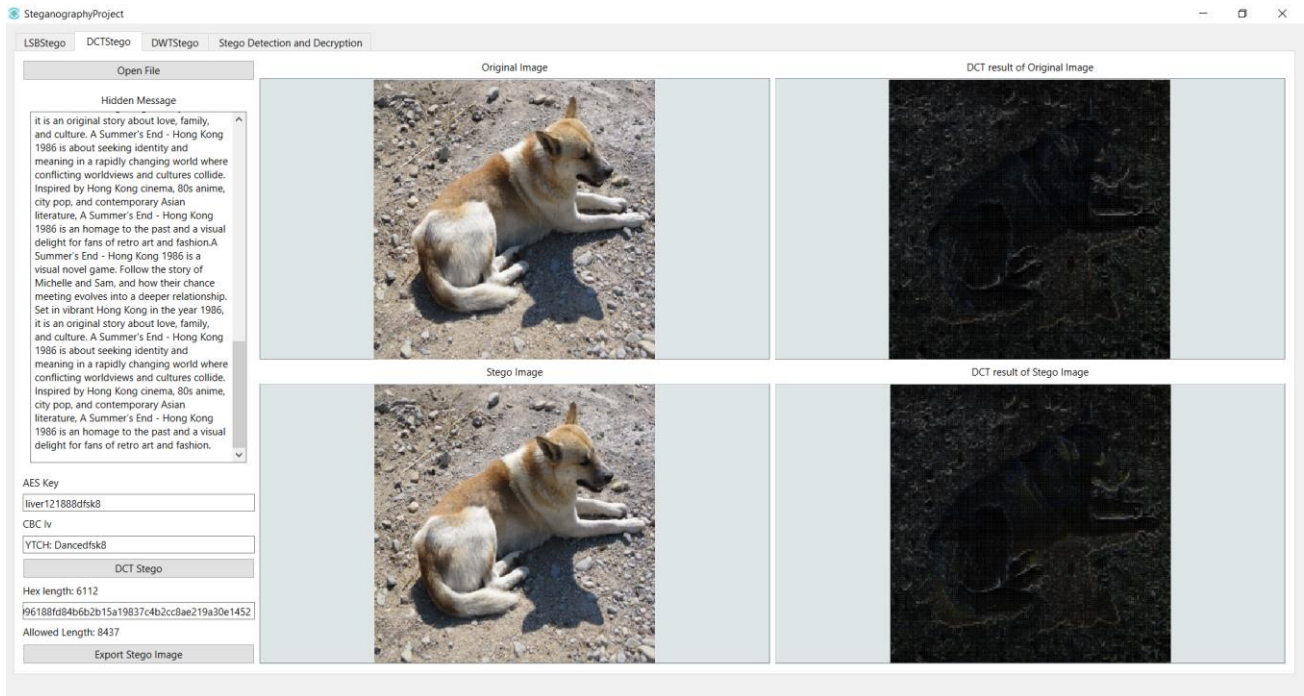 SteganographyProject
LSBStego
DCTStego
DWTStego
Stego Detection and Decryption
Open File
Hidden Message
it is an original story about love, family,
and culture. A Summer's End - Hong Kong
1986 is about seeking identity and
meaning in a rapidly changing world where
conflicting worldviews and cultures collide.
Inspired by Hong Kong cinema, 80s anime,
city pop, and contemporary Asian
literature, A Summer's End - Hong Kong
1986 is an homage to the past and a visual
delight for fans of retro art and fashion.A
Summer's End - Hong Kong 1986 is a
visual novel game. Follow the story of
Michelle and Sam, and how their chance
meeting evolves into a deeper relationship.
Set in vibrant Hong Kong in the year 1986,
it is an original story about love, family,
and culture. A Summer's End - Hong Kong
1986 is about seeking identity and
meaning in a rapidly changing world where
conflicting worldviews and cultures collide.
Inspired by Hong Kong cinema, 80s anime,
city pop, and contemporary Asian
literature, A Summer's End - Hong Kong
1986 is an homage to the past and a visual
delight for fans of retro art and fashion.
AES Key
liver121888dfsk8
CBC Iv
YTCH: Dancedfsk8
DCT Stego
Hex length: 6112
96188fd84b6b2b15a19837c4b2cc8ae219a30e1452
Allowed Length: 8437
Export Stego Image
Original Image
DCT result of Original Image
Stego Image
DCT result of Stego Image